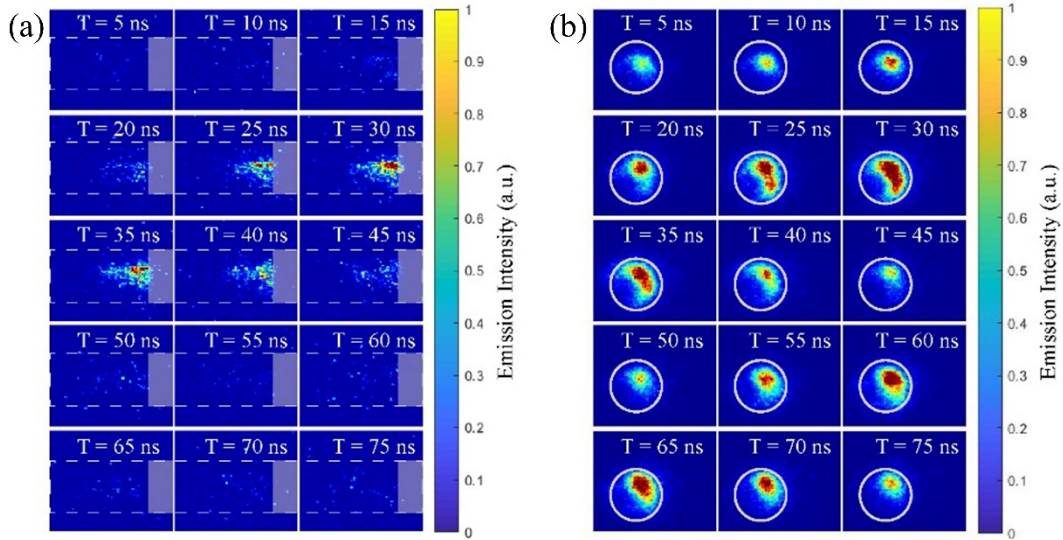 (a)
T = 5 ns T = 10 ns T = 15 ns
T = 20 ns T = 25 ns T = 30 ns
T = 35 ns T = 40 ns T = 45 ns
T = 50 ns T = 55 ns T = 60 ns
T = 65 ns T = 70 ns T = 75 ns
1
0.9
0.8
0.7
0.6
0.5
0.4
0.3
0.2
0.1
0
Emission Intensity (a.u.)
(b)
T = 5 ns T = 10 ns T = 15 ns
T = 20 ns T = 25 ns T = 30 ns
T = 35 ns T = 40 ns T = 45 ns
T = 50 ns T = 55 ns T = 60 ns
T = 65 ns T = 70 ns T = 75 ns
1
0.9
0.8
0.7
0.6
0.5
0.4
0.3
0.2
0.1
0
Emission Intensity (a.u.)